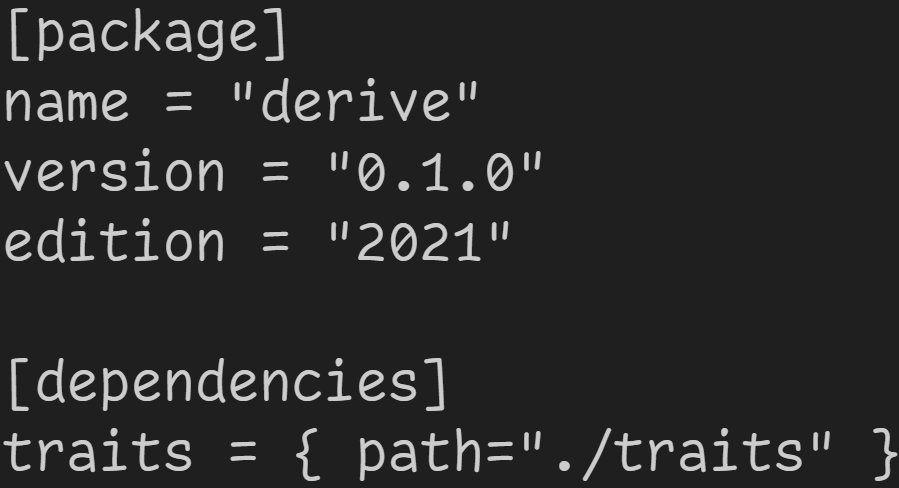 [package]
name = "derive"
version = "0.1.0"
edition = "2021"
[dependencies]
traits = { path="./traits" }